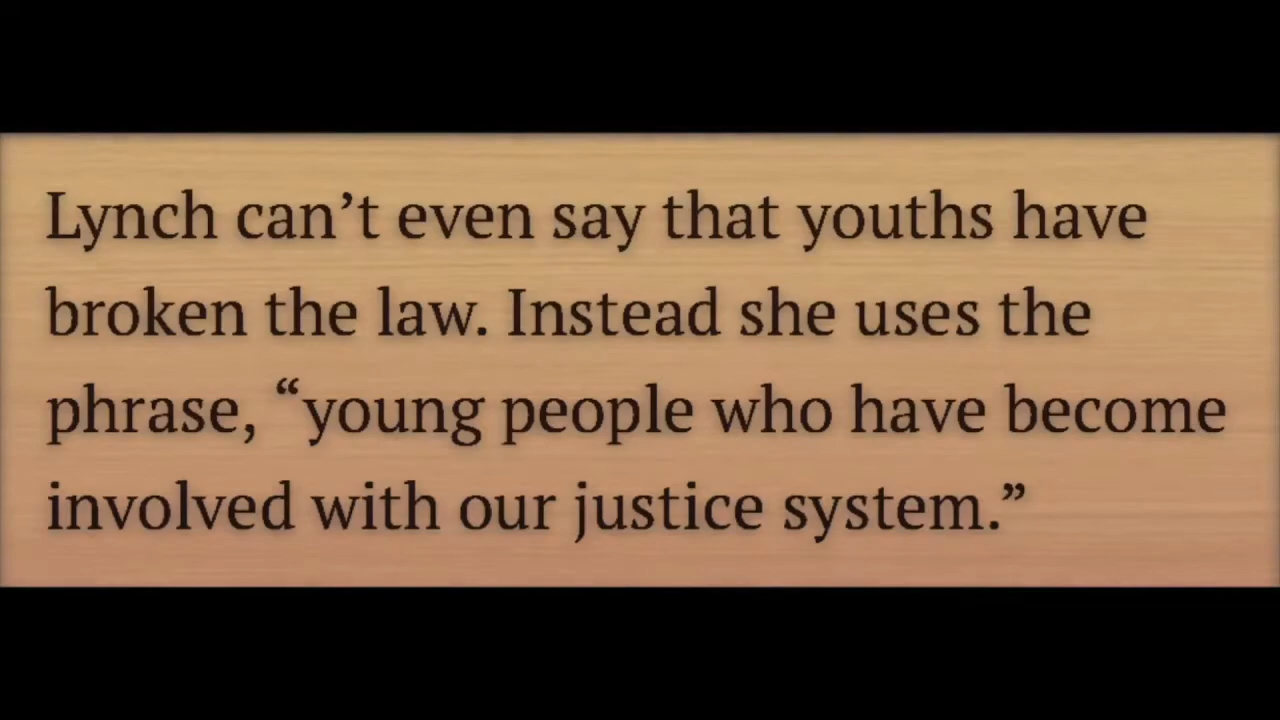 Lynch can’t even say that youths have
broken the law. Instead she uses the
phrase, “young people who have become
involved with our justice system.”